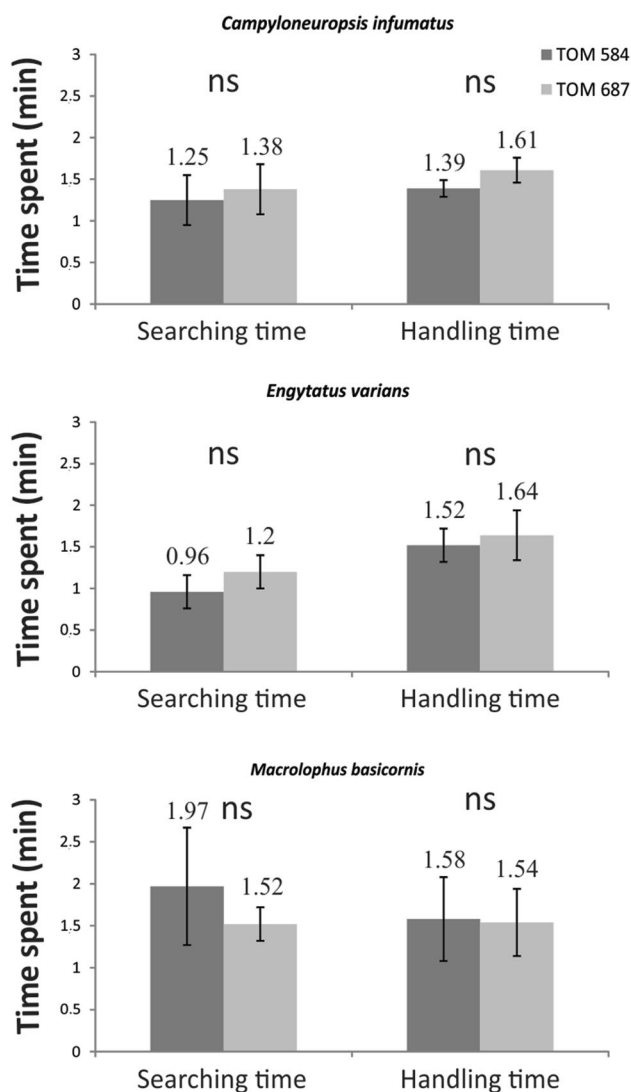 Campyloneuropsis infumatus
Time spent (min)
3
2.5
2
1.5
1
0.5
0
ns
ns
TOM 584
TOM 687
1.25
1.38
1.39
1.61
Searching time
Handling time
Engytatus varians
Time spent (min)
3
2.5
2
1.5
1
0.5
0
ns
ns
0.96
1.2
1.52
1.64
Searching time
Handling time
Macrolophus basicornis
Time spent (min)
3
2.5
2
1.5
1
0.5
0
ns
ns
1.97
1.52
1.58
1.54
Searching time
Handling time